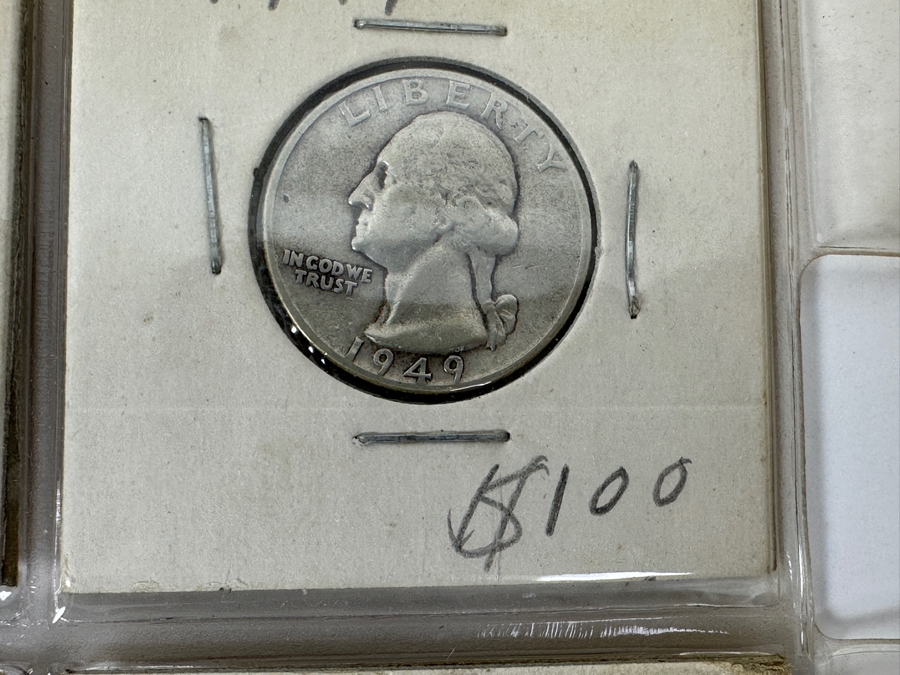 LIBERTY
IN GOD WE
TRUST
1949
$100